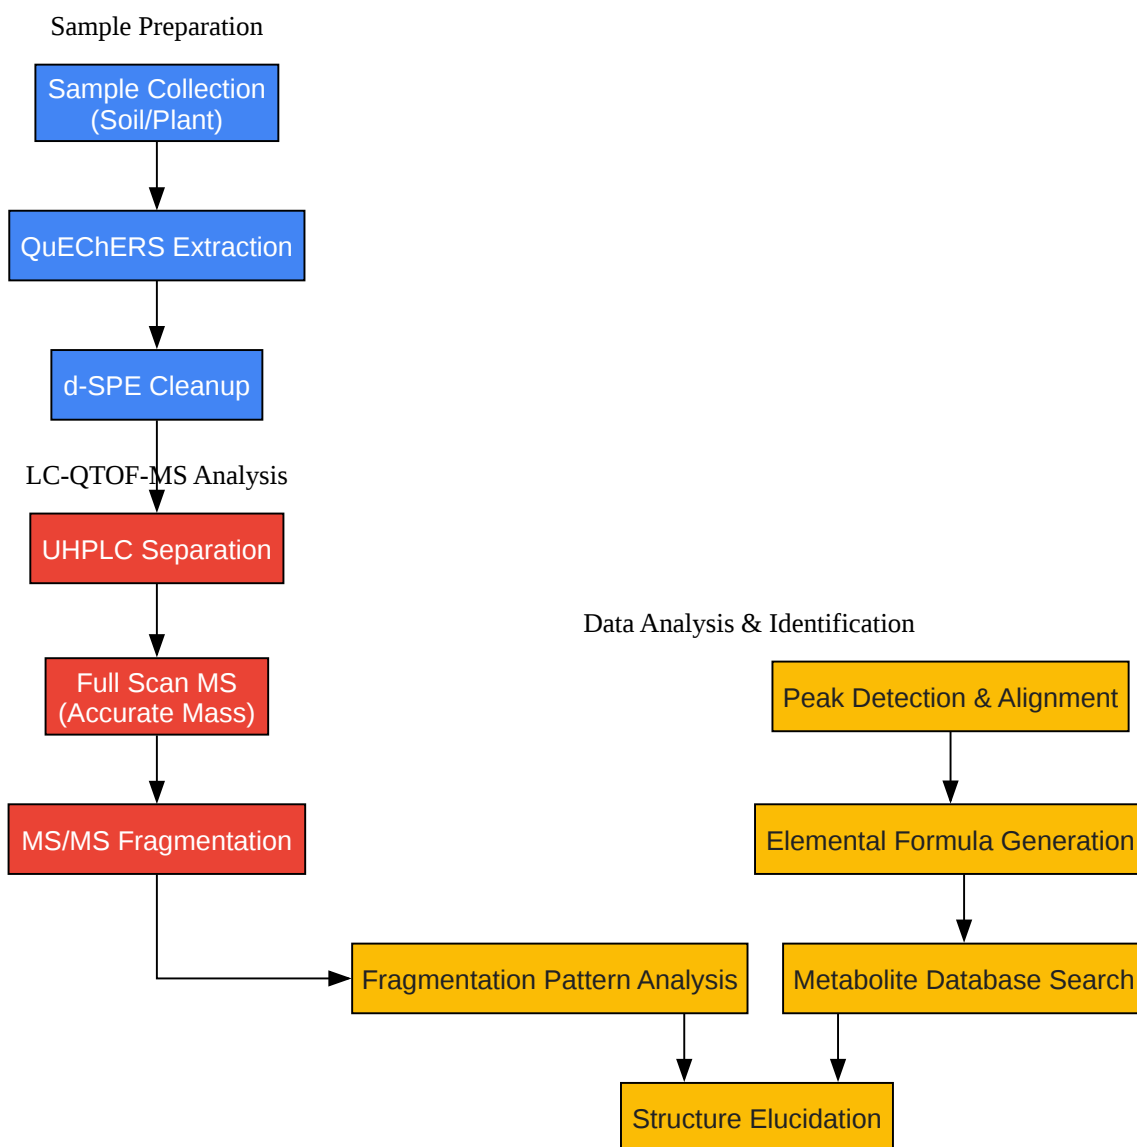 Sample Preparation
Sample Collection
(Soil/Plant)
QuEChERS Extraction
d-SPE Cleanup
LC-QTOF-MS Analysis
UHPLC Separation
Full Scan MS
(Accurate Mass)
MS/MS Fragmentation
Data Analysis & Identification
Peak Detection & Alignment
Elemental Formula Generation
Fragmentation Pattern Analysis
Metabolite Database Search
Structure Elucidation